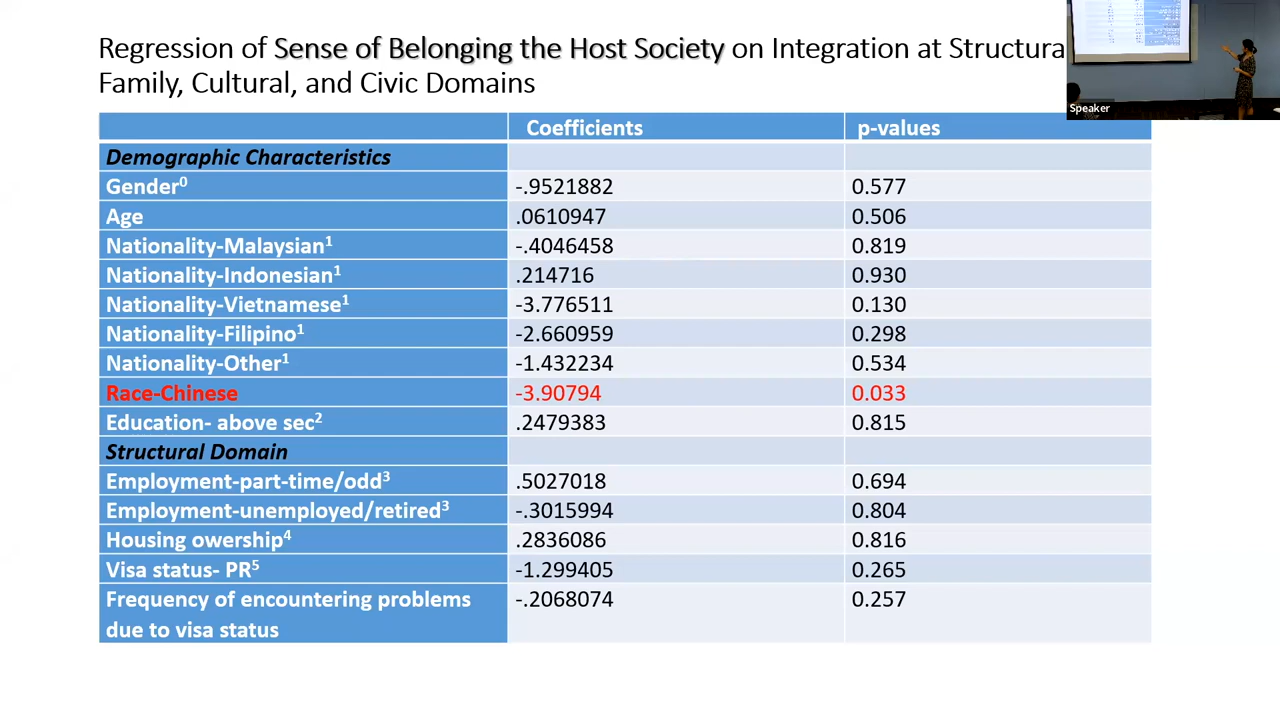 Regression of Sense of Belonging the Host Society on Integration at Structura
Family, Cultural, and Civic Domains
Speaker
Coefficients p-values
Demographic Characteristics
Gender⁰ -.9521882 0.577
Age .0610947 0.506
Nationality-Malaysian¹ -.4046458 0.819
Nationality-Indonesian¹ .214716 0.930
Nationality-Vietnamese¹ -3.776511 0.130
Nationality-Filipino¹ -2.660959 0.298
Nationality-Other¹ -1.432234 0.534
Race-Chinese -3.90794 0.033
Education- above sec² .2479383 0.815
Structural Domain
Employment-part-time/odd³ .5027018 0.694
Employment-unemployed/retired³ -.3015994 0.804
Housing owership⁴ .2836086 0.816
Visa status- PR⁵ -1.299405 0.265
Frequency of encountering problems -.2068074 0.257
due to visa status